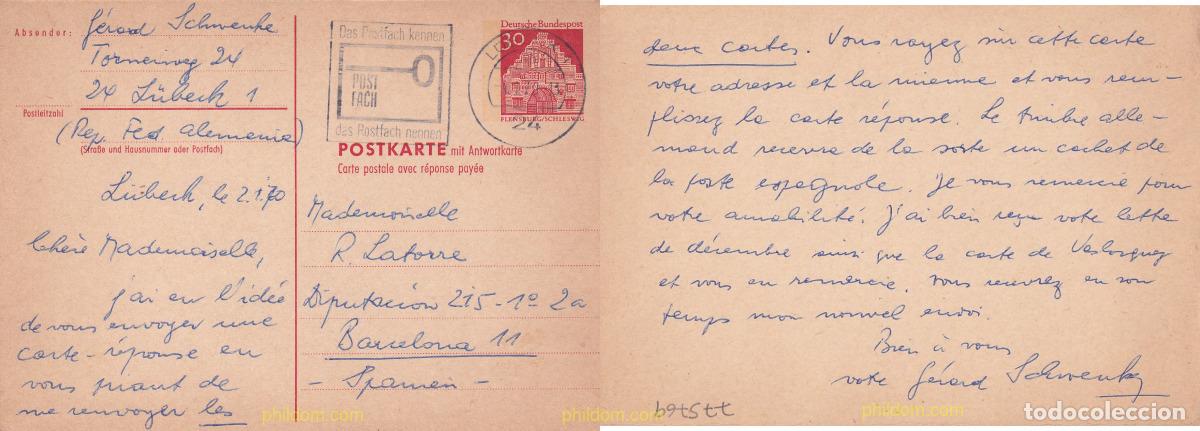 Absender: Gérard Schwenke
Tornerweg 24
24 Lübeck 1
Postleitzahl
(Rep. Fed. Alemania)
(Straße und Hausnummer oder Postfach)
Das Postfach kennen
POST
FACH
das Postfach nennen
24
Deutsche Bundespost
30
FLENSBURG/SCHLESWIG
POSTKARTE mit Antwortkarte
Carte postale avec réponse payée
Lübeck, le 2.1.70
Chère Mademoiselle,
j'ai eu l'idée
de vous envoyer une
carte-réponse en
vous priant de
me renvoyer les
Mademoiselle
R. Latorre
Diputación 215-1º 2a
Barcelona 11
- Spanien -
deux cartes. Vous voyez sur cette carte
votre adresse et la mienne et vous rem-
plissez la carte réponse. Le timbre alle-
mand recevra de la sorte un cachet de
la poste espagnole. Je vous remercie pour
votre amabilité. J'ai bien reçu votre lettre
de décembre ainsi que la carte de Velasquez
et vous en remercie. Vous recevrez en son
temps mon nouvel envoi.
Bien à vous
votre Gérard Schwenke
phildom.com
phildom.com
phildom.com
phildom.com
todocoleccion